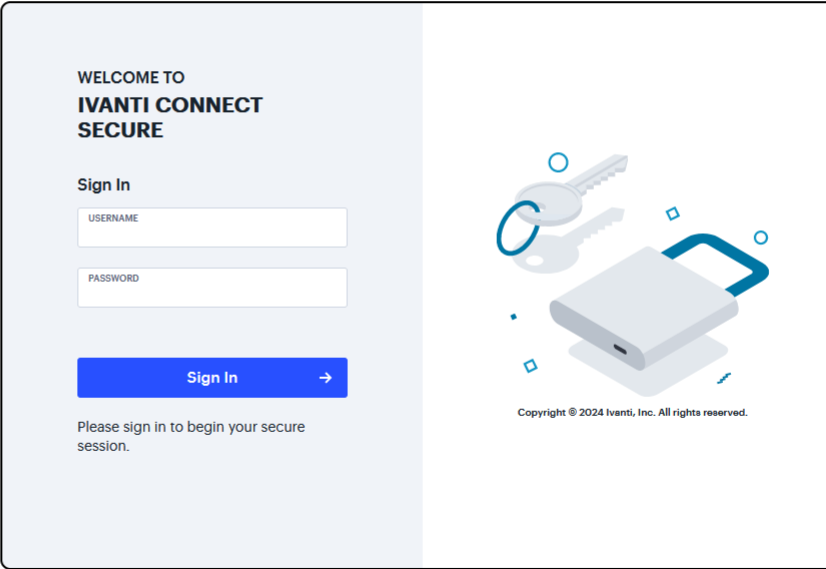 WELCOME TO
IVANTI CONNECT
SECURE
Sign In
USERNAME
PASSWORD
Sign In
Please sign in to begin your secure
session.
Copyright © 2024 Ivanti, Inc. All rights reserved.